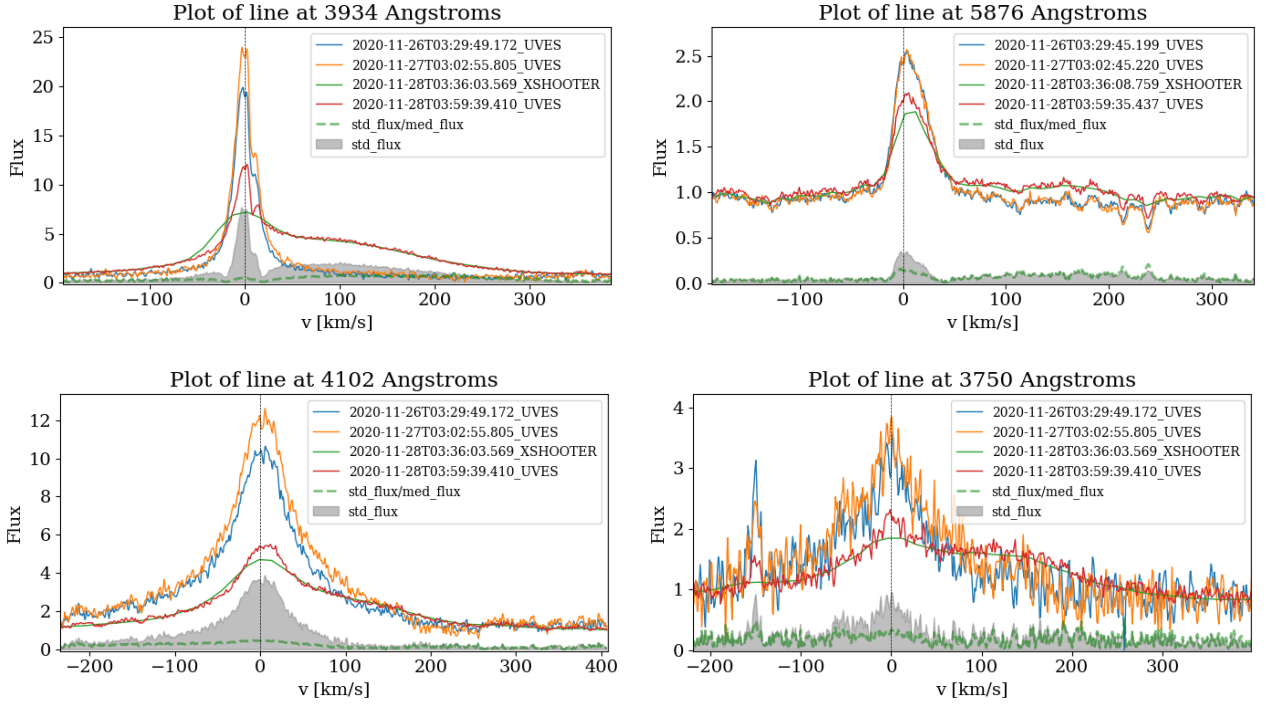 Plot of line at 3934 Angstroms
25
20
15
10
5
0
Flux
−100
0
100
200
300
v [km/s]
2020-11-26T03:29:49.172_UVES
2020-11-27T03:02:55.805_UVES
2020-11-28T03:36:03.569_XSHOOTER
2020-11-28T03:59:39.410_UVES
std_flux/med_flux
std_flux
Plot of line at 5876 Angstroms
2.5
2.0
1.5
1.0
0.5
0.0
Flux
−100
0
100
200
300
v [km/s]
2020-11-26T03:29:45.199_UVES
2020-11-27T03:02:45.220_UVES
2020-11-28T03:36:08.759_XSHOOTER
2020-11-28T03:59:35.437_UVES
std_flux/med_flux
std_flux
Plot of line at 4102 Angstroms
12
10
8
6
4
2
0
Flux
−200
−100
0
100
200
300
400
v [km/s]
2020-11-26T03:29:49.172_UVES
2020-11-27T03:02:55.805_UVES
2020-11-28T03:36:03.569_XSHOOTER
2020-11-28T03:59:39.410_UVES
std_flux/med_flux
std_flux
Plot of line at 3750 Angstroms
4
3
2
1
0
Flux
−200
−100
0
100
200
300
v [km/s]
2020-11-26T03:29:49.172_UVES
2020-11-27T03:02:55.805_UVES
2020-11-28T03:36:03.569_XSHOOTER
2020-11-28T03:59:39.410_UVES
std_flux/med_flux
std_flux